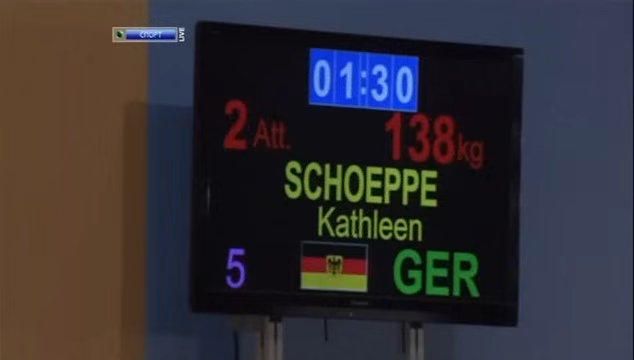 СПОРТ LIVE
01:30
2 Att. 138kg
SCHOEPPE
Kathleen
5 GER